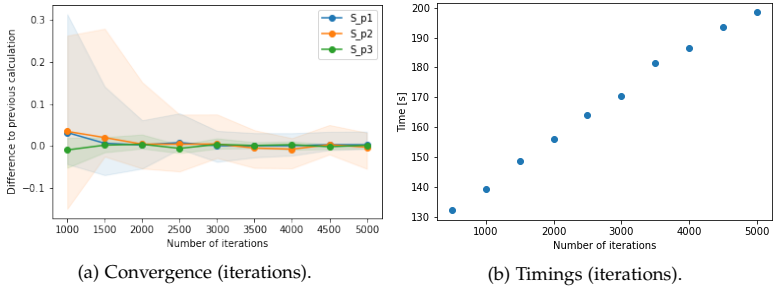 0.3
0.2
0.1
0.0
−0.1
Difference to previous calculation
S_p1
S_p2
S_p3
1000 1500 2000 2500 3000 3500 4000 4500 5000
Number of iterations
(a) Convergence (iterations).
200
190
180
170
160
150
140
130
Time [s]
1000 2000 3000 4000 5000
Number of iterations
(b) Timings (iterations).